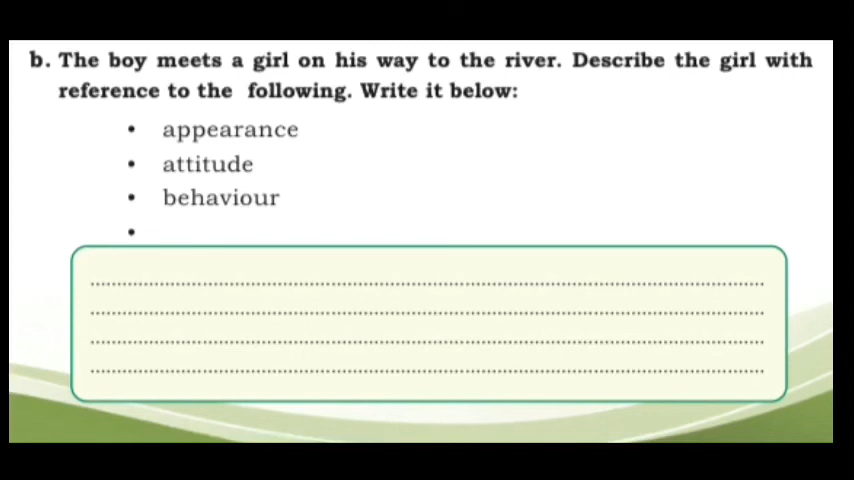 b. The boy meets a girl on his way to the river. Describe the girl with
reference to the following. Write it below:
• appearance
• attitude
• behaviour
•